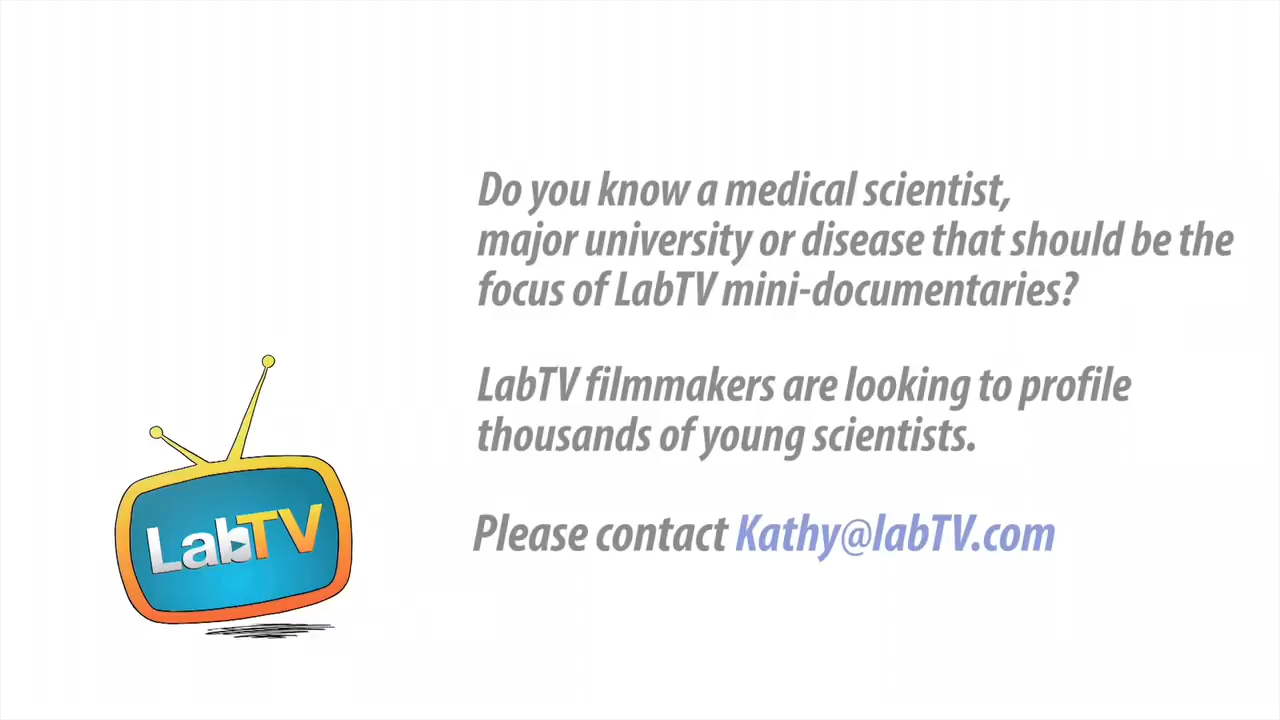 Do you know a medical scientist,
major university or disease that should be the
focus of LabTV mini-documentaries?
LabTV filmmakers are looking to profile
thousands of young scientists.
LabTV
Please contact Kathy@labTV.com